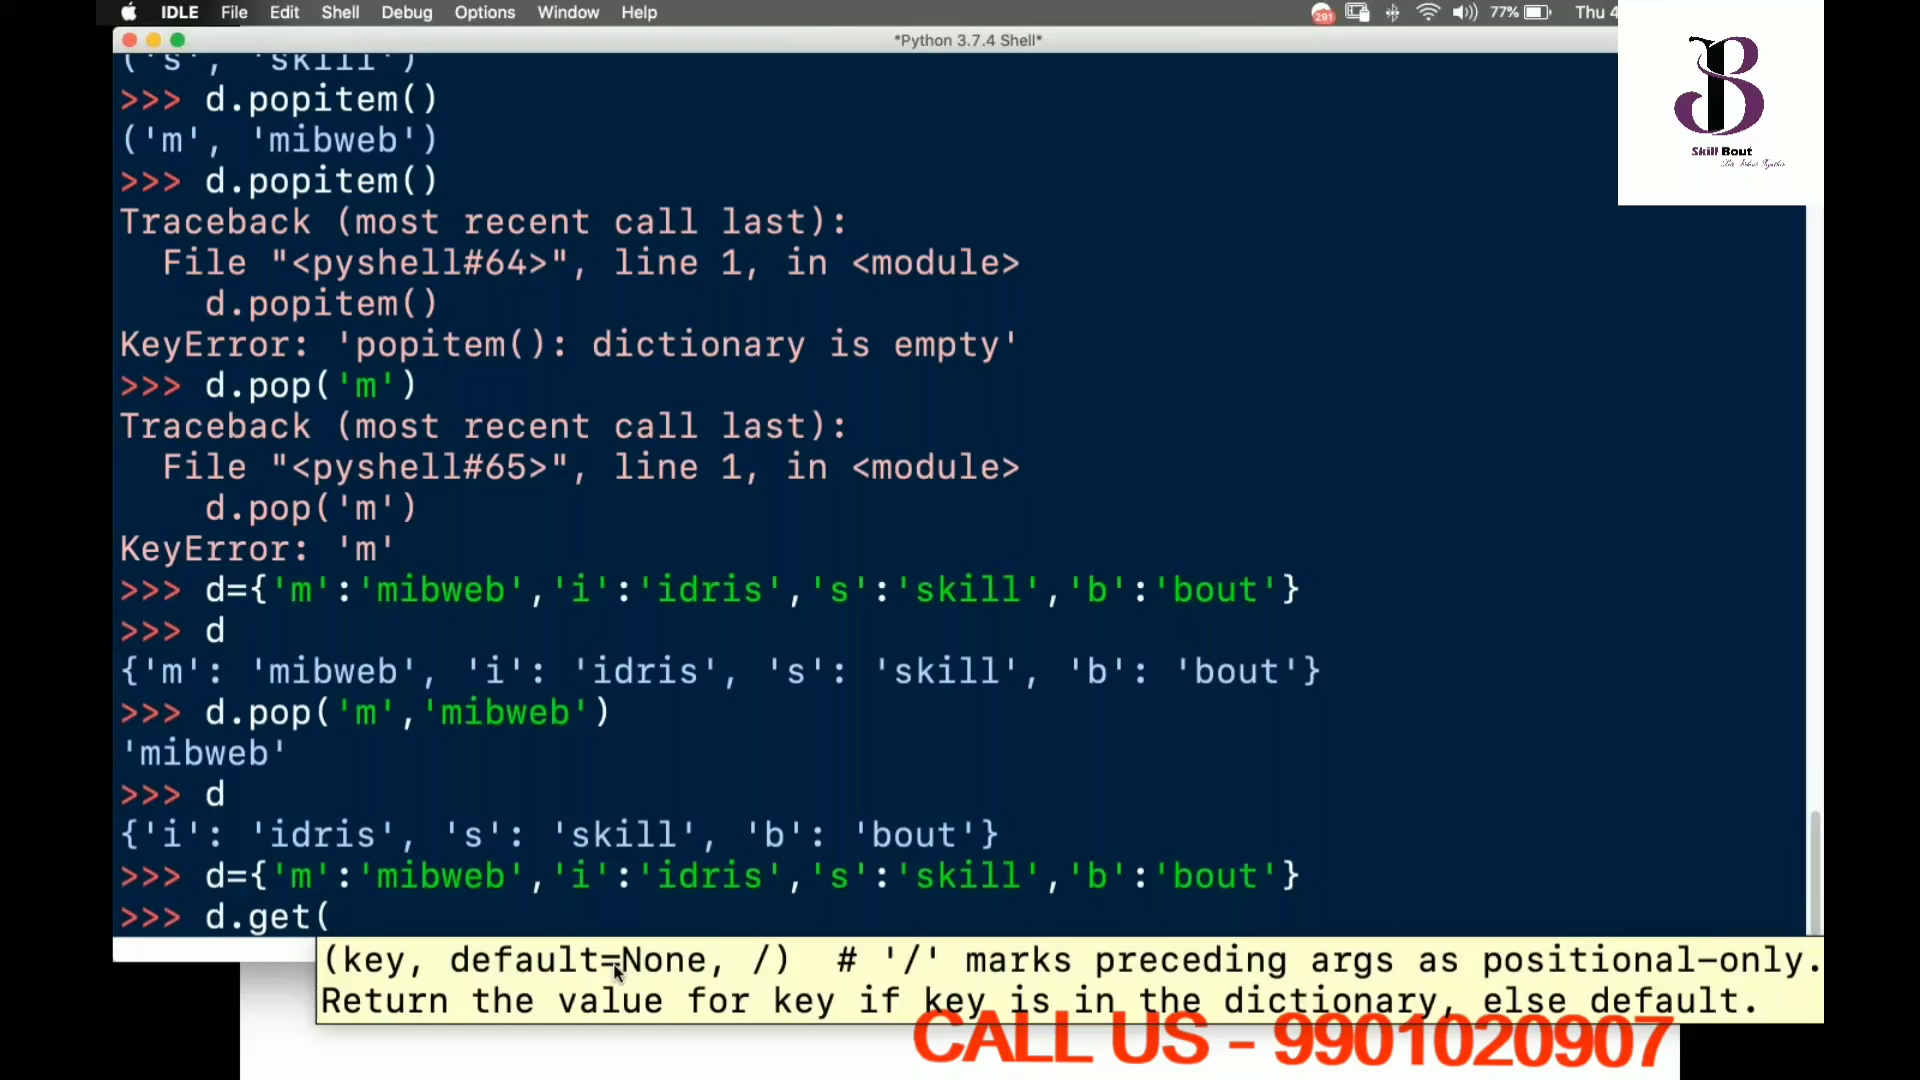 IDLE File Edit Shell Debug Options Window Help 291 77% Thu 4
*Python 3.7.4 Shell*
('s', 'skill')
>>> d.popitem()
('m', 'mibweb')
>>> d.popitem()
Traceback (most recent call last):
  File "<pyshell#64>", line 1, in <module>
    d.popitem()
KeyError: 'popitem(): dictionary is empty'
>>> d.pop('m')
Traceback (most recent call last):
  File "<pyshell#65>", line 1, in <module>
    d.pop('m')
KeyError: 'm'
>>> d={'m':'mibweb','i':'idris','s':'skill','b':'bout'}
>>> d
{'m': 'mibweb', 'i': 'idris', 's': 'skill', 'b': 'bout'}
>>> d.pop('m','mibweb')
'mibweb'
>>> d
{'i': 'idris', 's': 'skill', 'b': 'bout'}
>>> d={'m':'mibweb','i':'idris','s':'skill','b':'bout'}
>>> d.get(
(key, default=None, /)  # '/' marks preceding args as positional-only.
Return the value for key if key is in the dictionary, else default.
CALL US - 9901020907
Skill Bout